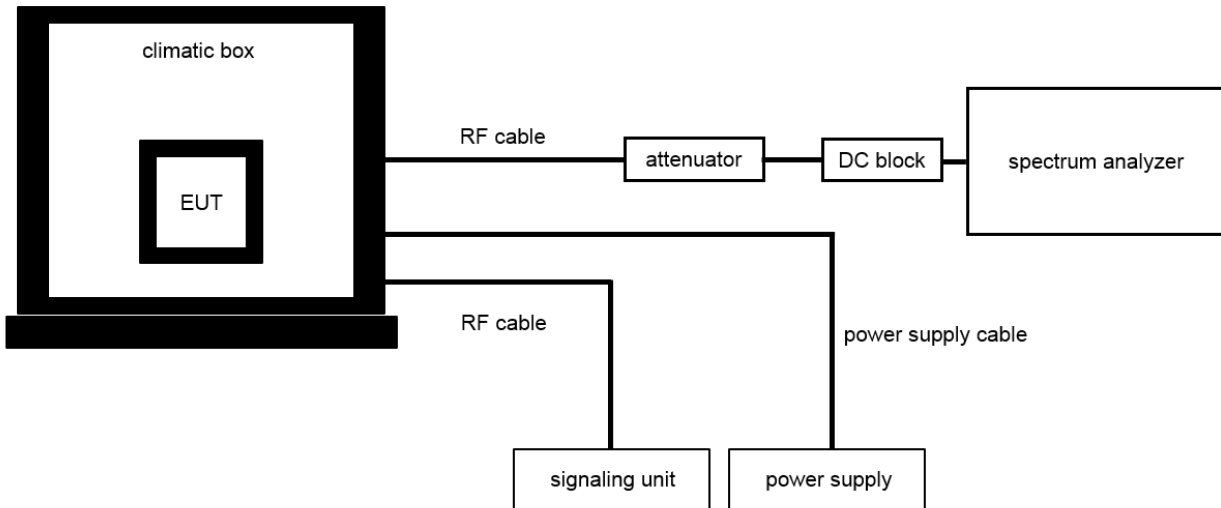 climatic box
RF cable
attenuator
DC block
spectrum analyzer
EUT
RF cable
power supply cable
signaling unit
power supply